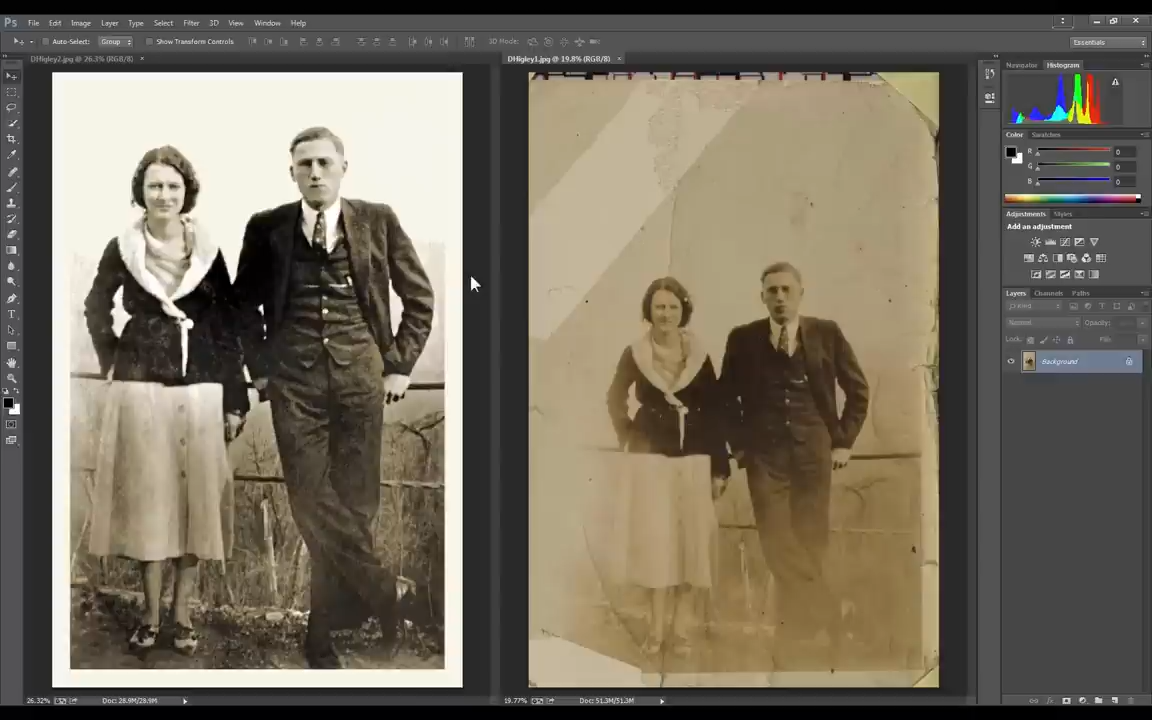 Ps File Edit Image Layer Type Select Filter 3D View Window Help
Auto-Select: Group Show Transform Controls 3D Mode: Essentials
DHigley2.jpg @ 26.3% (RGB/8) × DHigley1.jpg @ 19.8% (RGB/8) ×
Navigator Histogram
Color Swatches
R 0
G 0
B 0
Adjustments Styles
Add an adjustment
Layers Channels Paths
Kind
Normal Opacity:
Lock: Fill:
Background
26.32% Doc: 28.9M/28.9M 19.77% Doc: 51.3M/51.3M